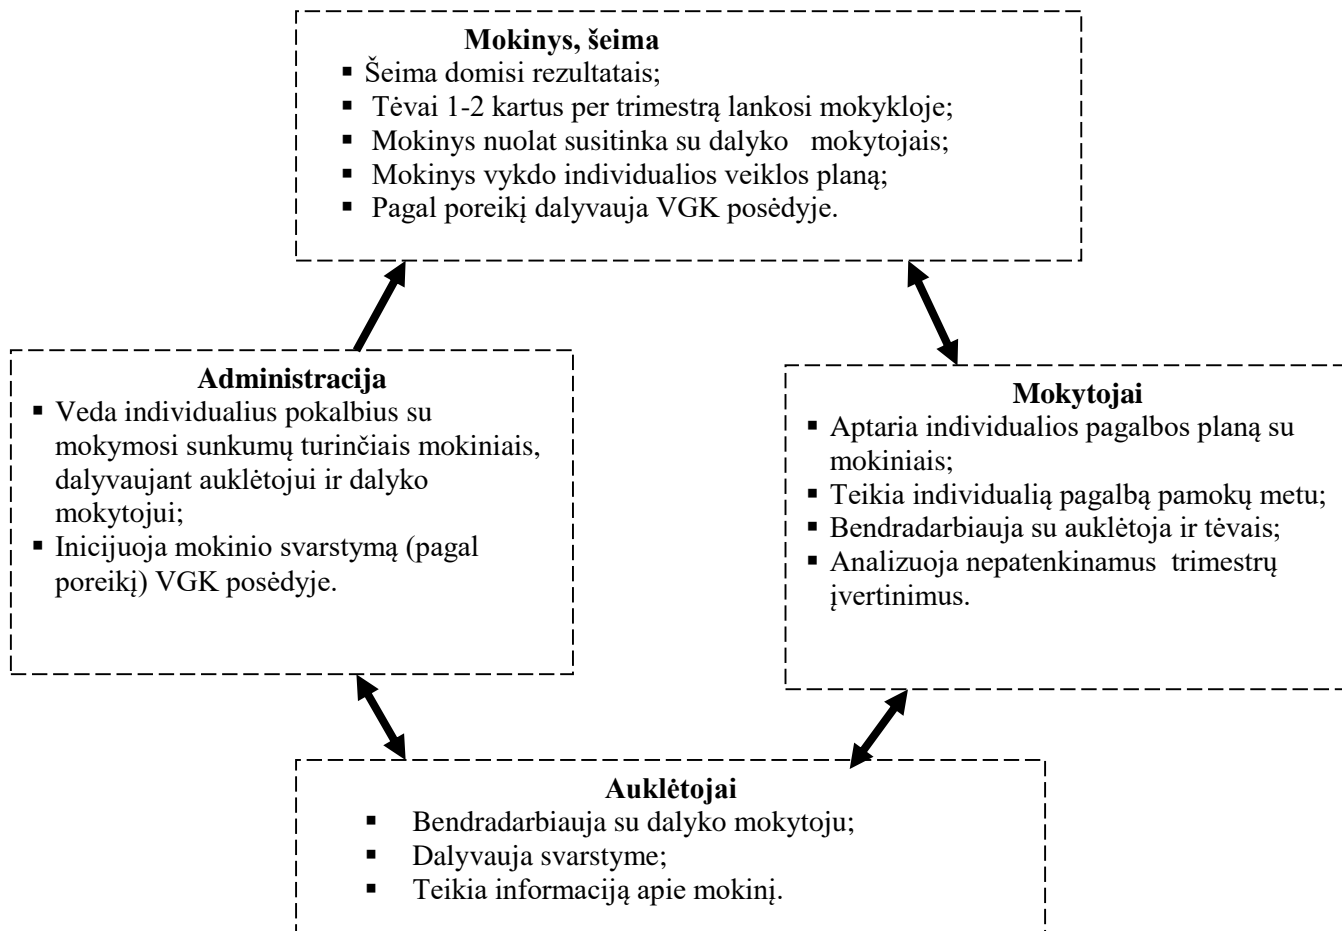 Mokinys, šeima
▪ Šeima domisi rezultatais;
▪ Tėvai 1-2 kartus per trimestrą lankosi mokykloje;
▪ Mokinys nuolat susitinka su dalyko mokytojais;
▪ Mokinys vykdo individualios veiklos planą;
▪ Pagal poreikį dalyvauja VGK posėdyje.
Administracija
▪ Veda individualius pokalbius su
mokymosi sunkumų turinčiais mokiniais,
dalyvaujant auklėtojui ir dalyko
mokytojui;
▪ Inicijuoja mokinio svarstymą (pagal
poreikį) VGK posėdyje.
Mokytojai
▪ Aptaria individualios pagalbos planą su
mokiniais;
▪ Teikia individualią pagalbą pamokų metu;
▪ Bendradarbiauja su auklėtoja ir tėvais;
▪ Analizuoja nepatenkinamus trimestrų
įvertinimus.
Auklėtojai
▪ Bendradarbiauja su dalyko mokytoju;
▪ Dalyvauja svarstyme;
▪ Teikia informaciją apie mokinį.